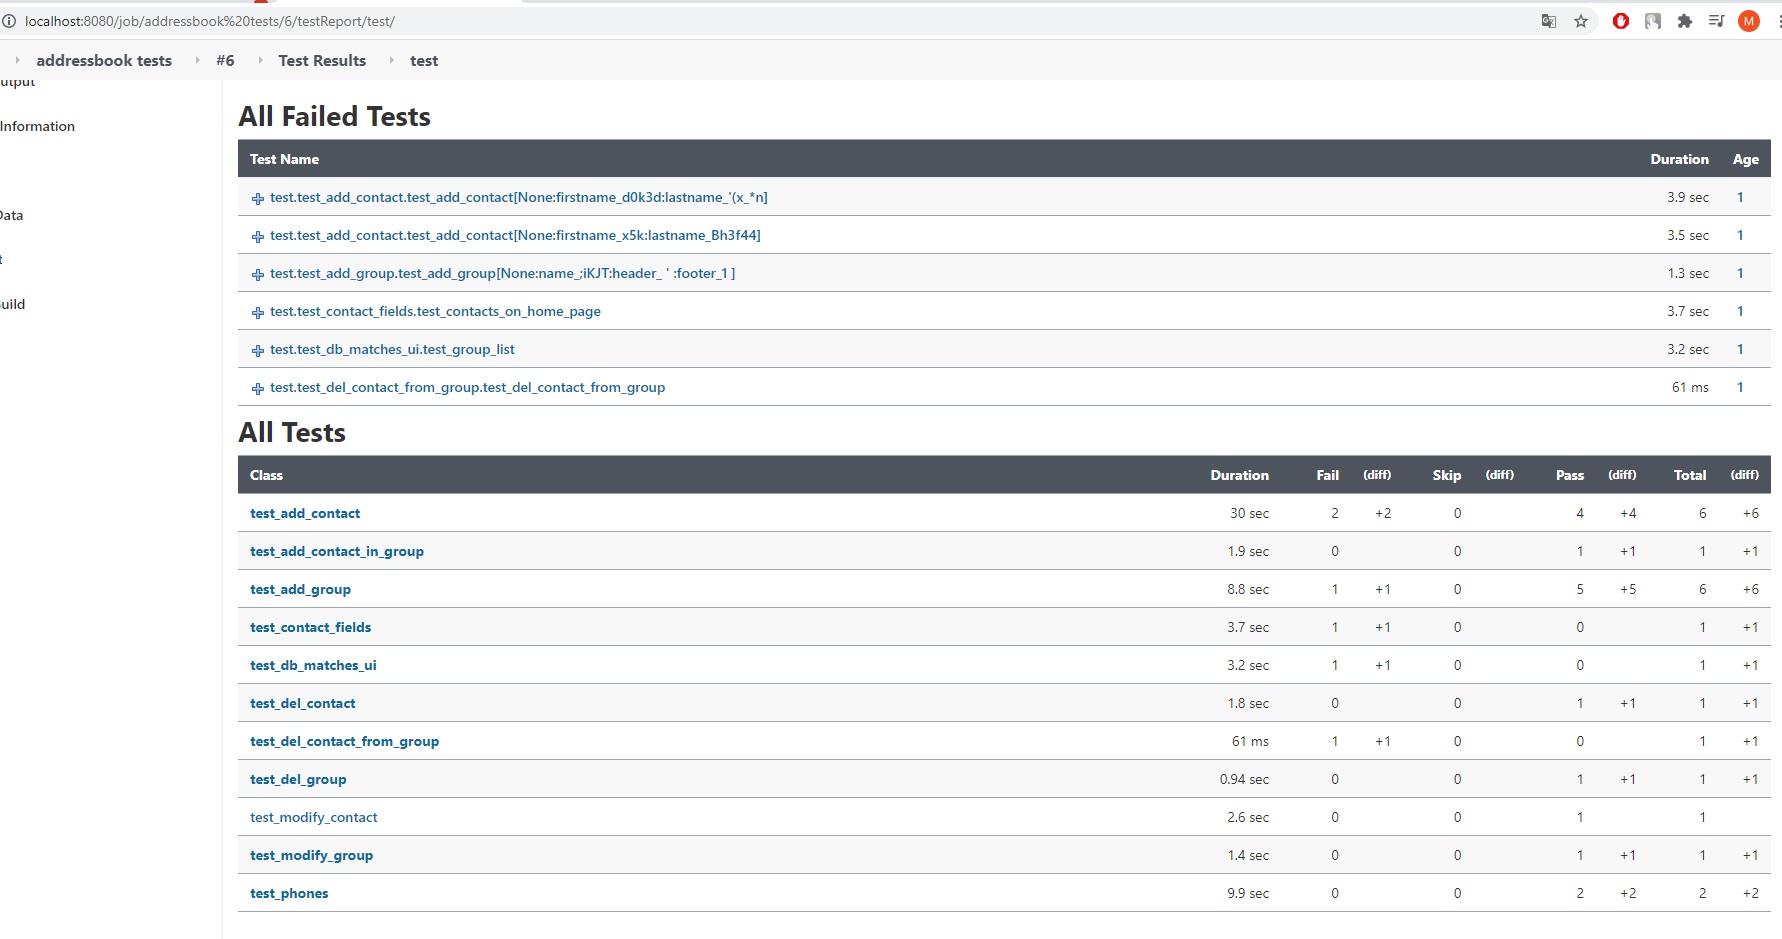 localhost:8080/job/addressbook%20tests/6/testReport/test/
M
addressbook tests #6 Test Results test
Information
All Failed Tests
Test Name Duration Age
test.test_add_contact.test_add_contact[None:firstname_d0k3d:lastname_'(x_*n] 3.9 sec 1
test.test_add_contact.test_add_contact[None:firstname_x5k:lastname_Bh3f44] 3.5 sec 1
test.test_add_group.test_add_group[None:name_;iKJT:header_ ' :footer_1 ] 1.3 sec 1
test.test_contact_fields.test_contacts_on_home_page 3.7 sec 1
test.test_db_matches_ui.test_group_list 3.2 sec 1
test.test_del_contact_from_group.test_del_contact_from_group 61 ms 1
All Tests
Class Duration Fail (diff) Skip (diff) Pass (diff) Total (diff)
test_add_contact 30 sec 2 +2 0 4 +4 6 +6
test_add_contact_in_group 1.9 sec 0 0 1 +1 1 +1
test_add_group 8.8 sec 1 +1 0 5 +5 6 +6
test_contact_fields 3.7 sec 1 +1 0 0 1 +1
test_db_matches_ui 3.2 sec 1 +1 0 0 1 +1
test_del_contact 1.8 sec 0 0 1 +1 1 +1
test_del_contact_from_group 61 ms 1 +1 0 0 1 +1
test_del_group 0.94 sec 0 0 1 +1 1 +1
test_modify_contact 2.6 sec 0 0 1 1
test_modify_group 1.4 sec 0 0 1 +1 1 +1
test_phones 9.9 sec 0 0 2 +2 2 +2